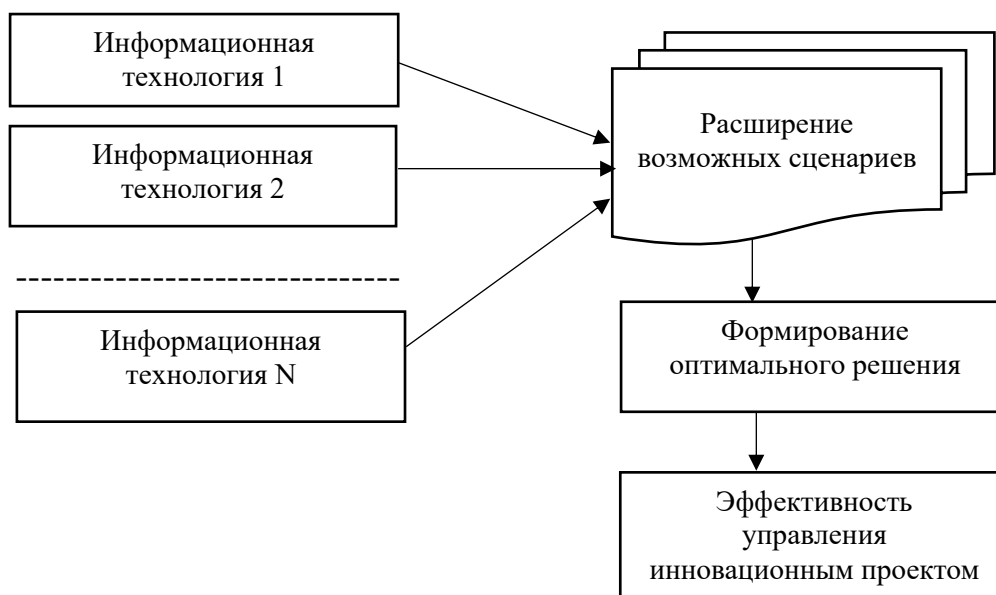 Информационная
технология 1
Информационная
технология 2
Информационная
технология N
Расширение
возможных сценариев
Формирование
оптимального решения
Эффективность
управления
инновационным проектом